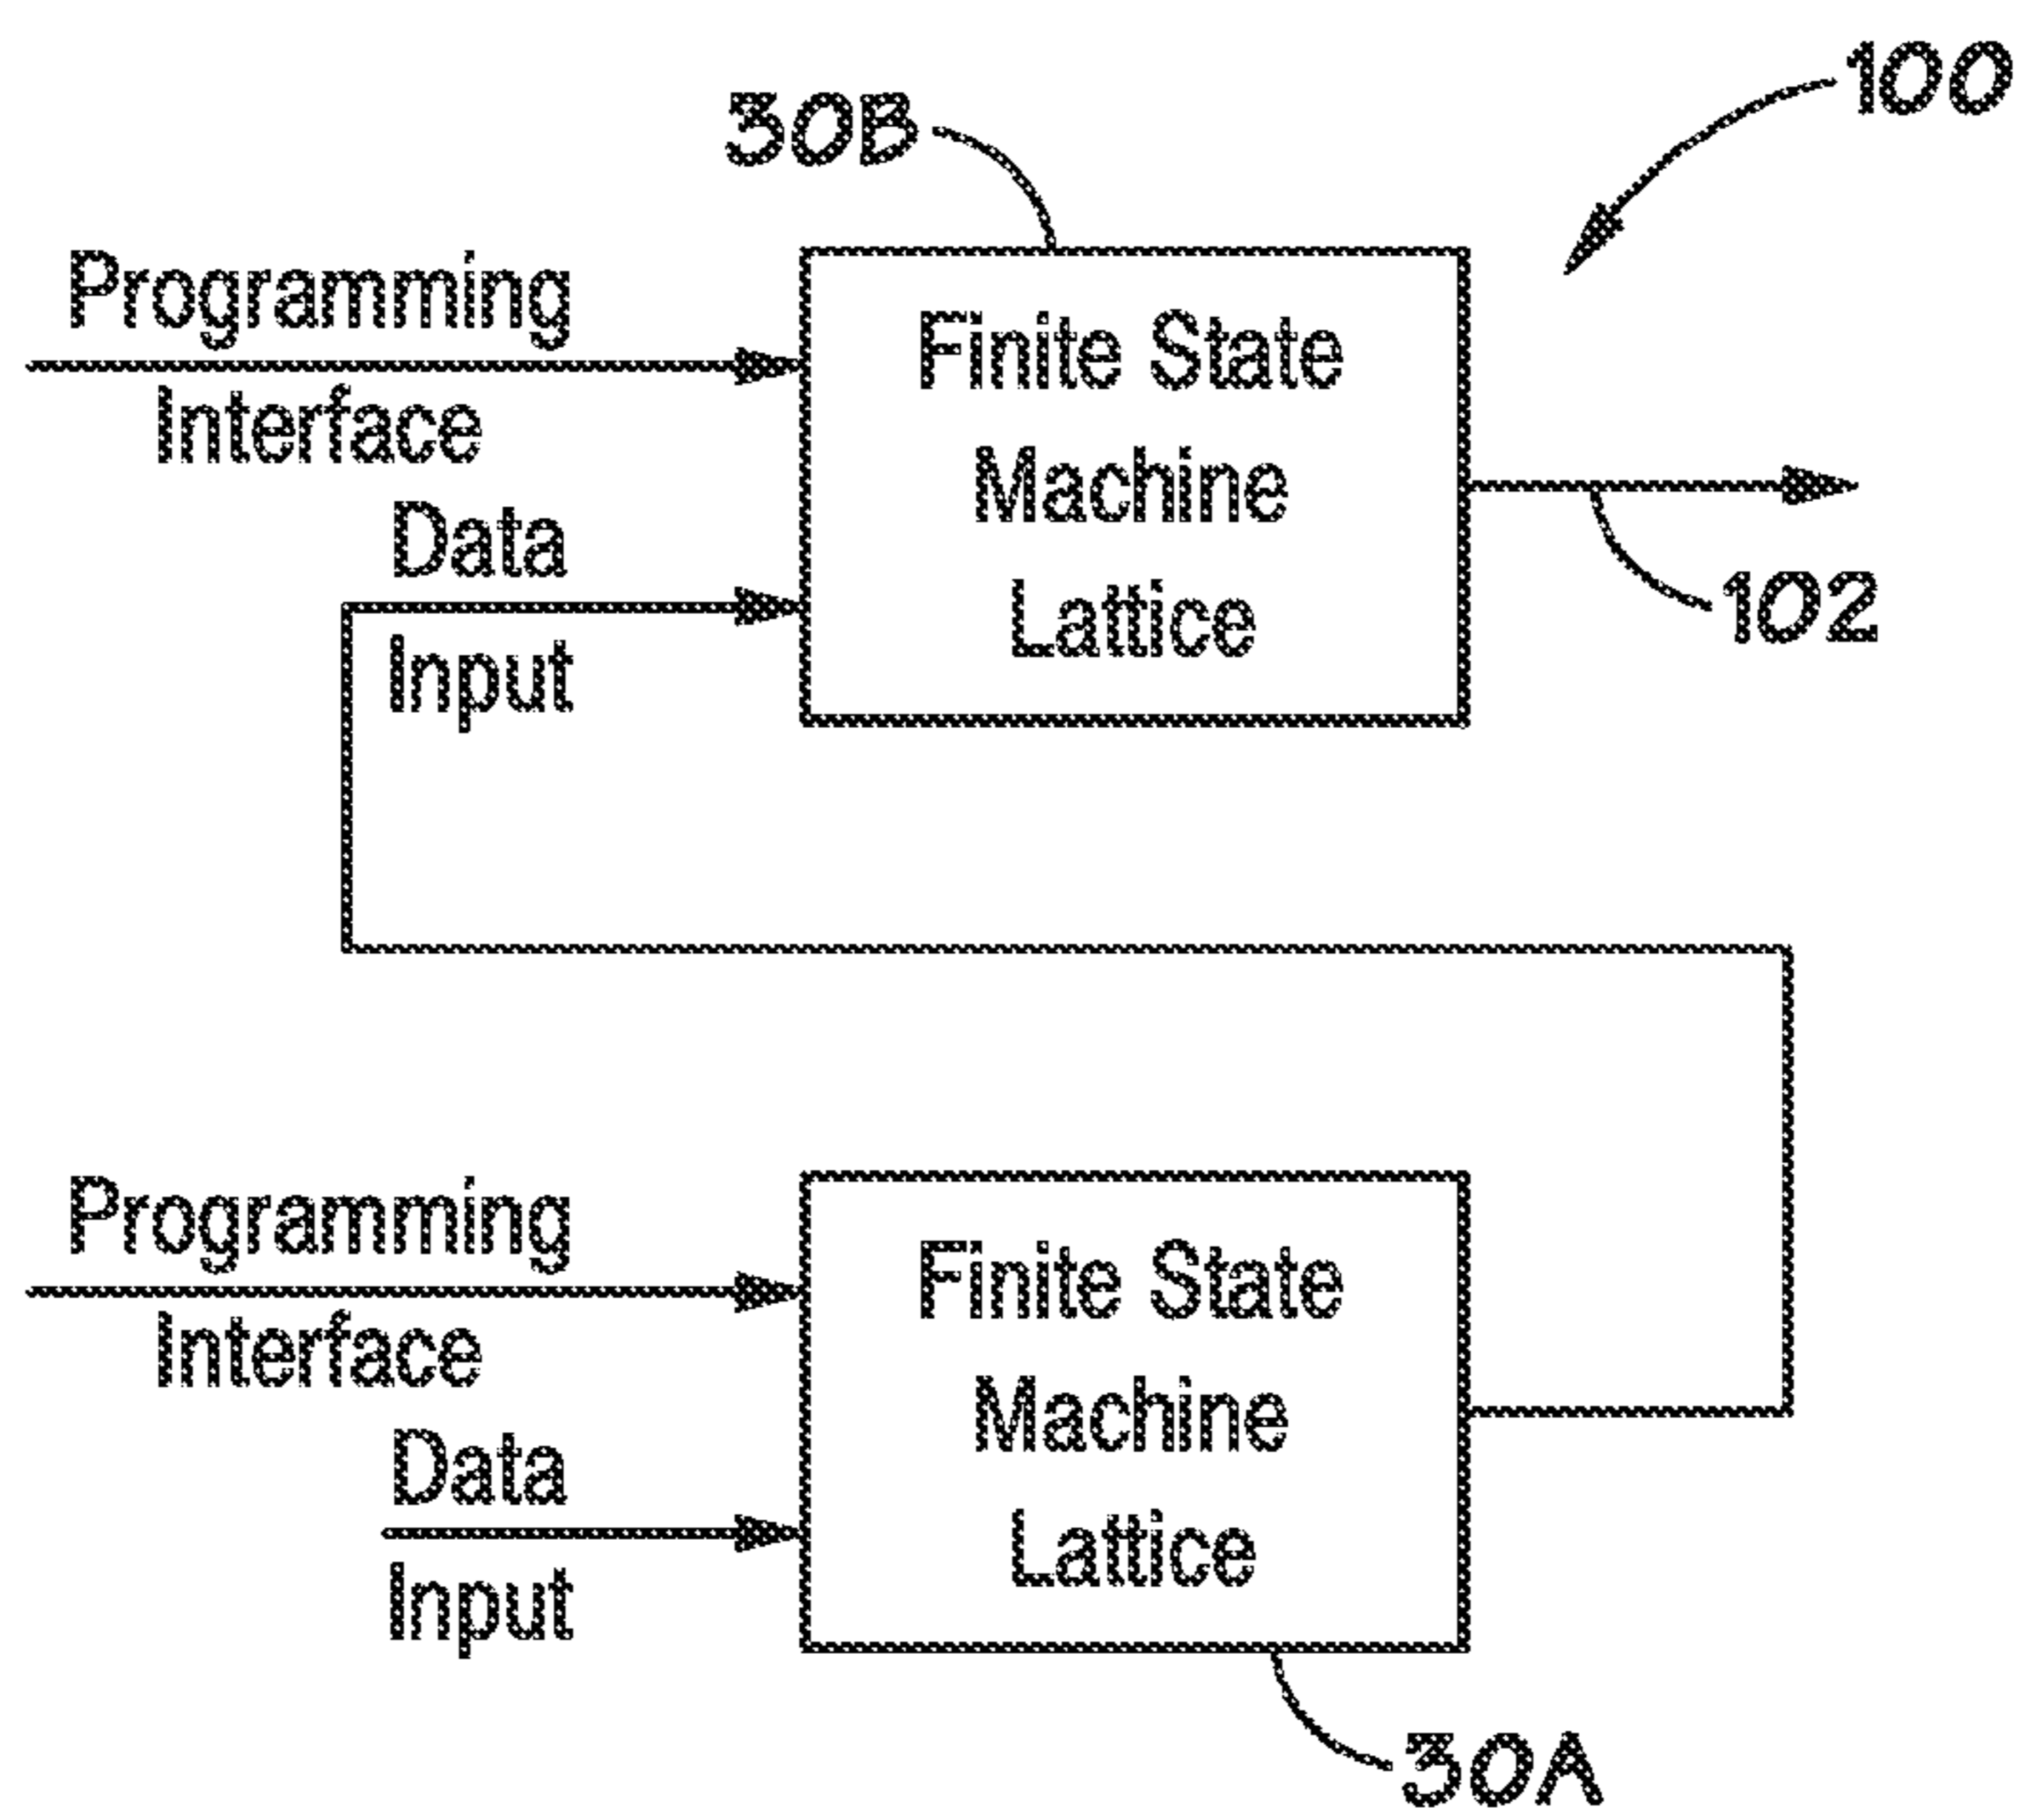 100
30B
Programming
Interface
Data
Input
Finite State
Machine
Lattice
102
Programming
Interface
Data
Input
Finite State
Machine
Lattice
30A